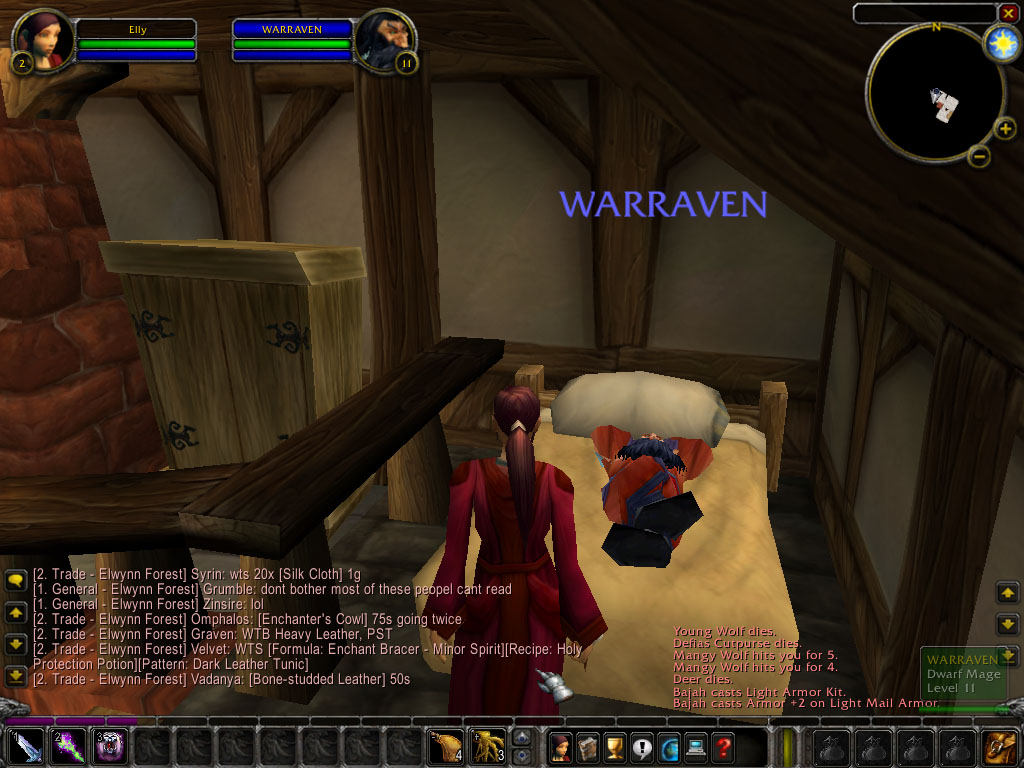 Elly
2
WARRAVEN
11
N
WARRAVEN
[2. Trade - Elwynn Forest] Syrin: wts 20x [Silk Cloth] 1g
[1. General - Elwynn Forest] Grumble: dont bother most of these peopel cant read
[1. General - Elwynn Forest] Zinsire: lol
[2. Trade - Elwynn Forest] Omphalos: [Enchanter's Cowl] 75s going twice
[2. Trade - Elwynn Forest] Graven: WTB Heavy Leather, PST
[2. Trade - Elwynn Forest] Velvet: WTS [Formula: Enchant Bracer - Minor Spirit][Recipe: Holy
Protection Potion][Pattern: Dark Leather Tunic]
[2. Trade - Elwynn Forest] Vadanya: [Bone-studded Leather] 50s
Young Wolf dies.
Defias Cutpurse dies.
Mangy Wolf hits you for 5.
Mangy Wolf hits you for 4.
Deer dies.
Bajah casts Light Armor Kit.
Bajah casts Armor +2 on Light Mail Armor.
WARRAVEN
Dwarf Mage
Level 11
1
2
3
4
3